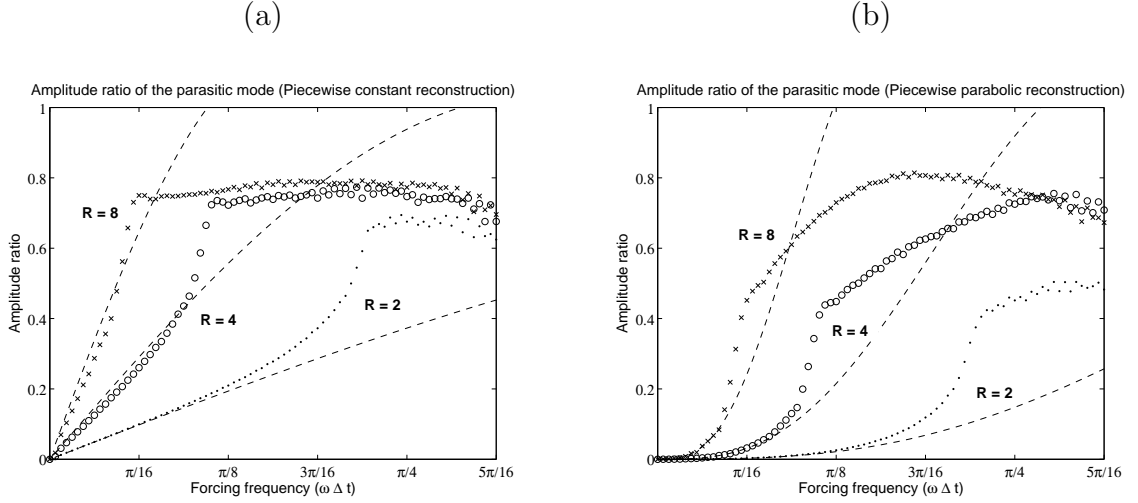 (a)
Amplitude ratio of the parasitic mode (Piecewise constant reconstruction)
1
0.8
0.6
0.4
0.2
0
Amplitude ratio
R = 8
R = 4
R = 2
π/16
π/8
3π/16
π/4
5π/16
Forcing frequency (ω Δ t)
(b)
Amplitude ratio of the parasitic mode (Piecewise parabolic reconstruction)
1
0.8
0.6
0.4
0.2
0
Amplitude ratio
R = 8
R = 4
R = 2
π/16
π/8
3π/16
π/4
5π/16
Forcing frequency (ω Δ t)